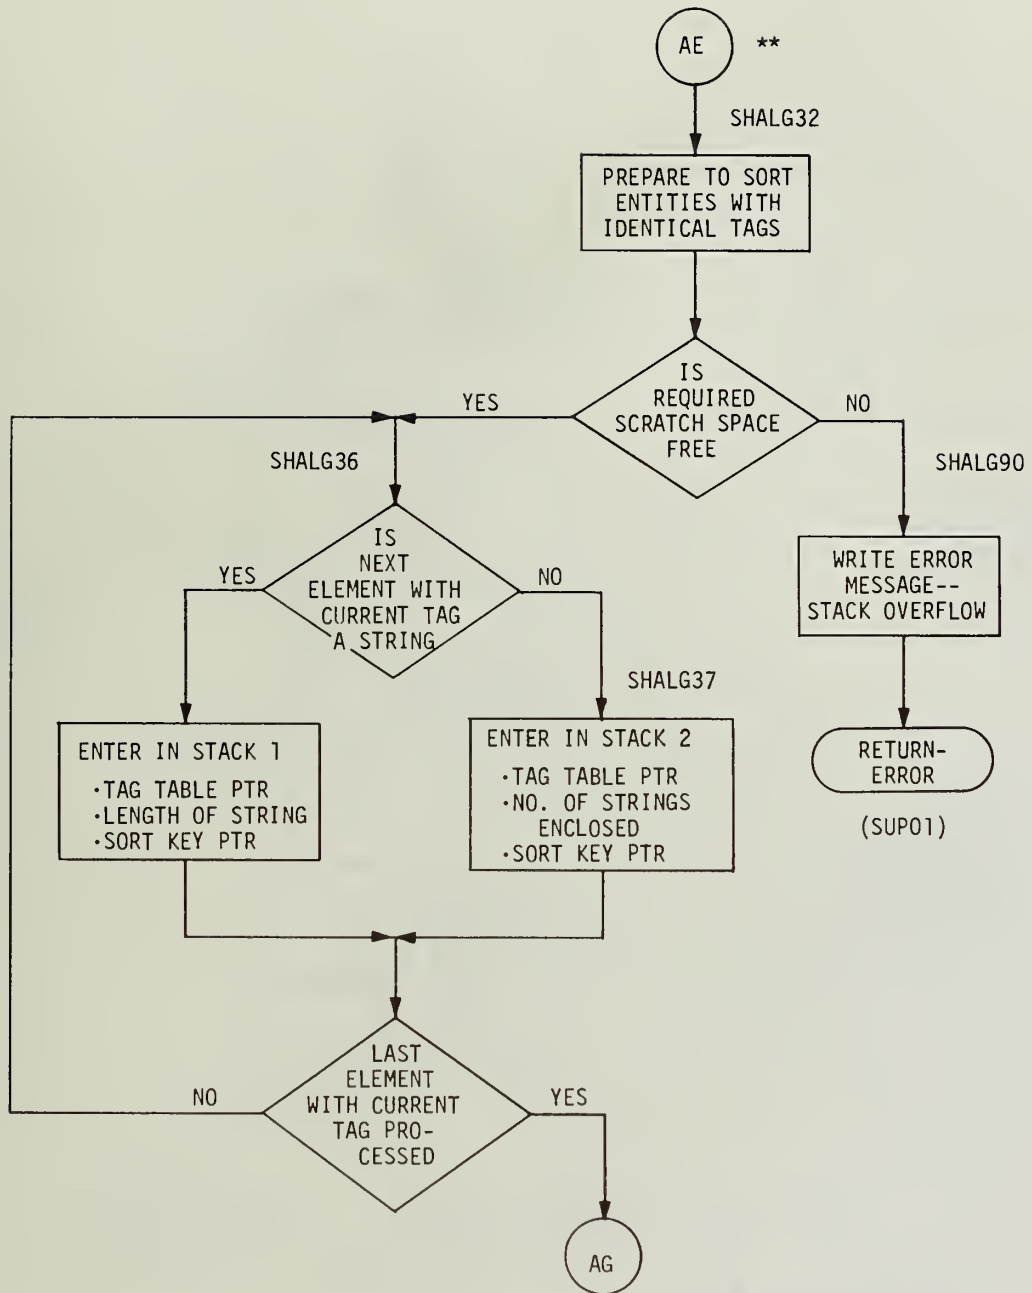 AE **
SHALG32
PREPARE TO SORT
ENTITIES WITH
IDENTICAL TAGS
IS
REQUIRED
SCRATCH SPACE
FREE
YES
NO
SHALG36
SHALG90
IS
NEXT
ELEMENT WITH
CURRENT TAG
A STRING
YES
NO
WRITE ERROR
MESSAGE--
STACK OVERFLOW
SHALG37
ENTER IN STACK 1
·TAG TABLE PTR
·LENGTH OF STRING
·SORT KEY PTR
ENTER IN STACK 2
·TAG TABLE PTR
·NO. OF STRINGS
ENCLOSED
·SORT KEY PTR
RETURN-
ERROR
(SUP01)
LAST
ELEMENT
WITH CURRENT
TAG PRO-
CESSED
NO
YES
AG